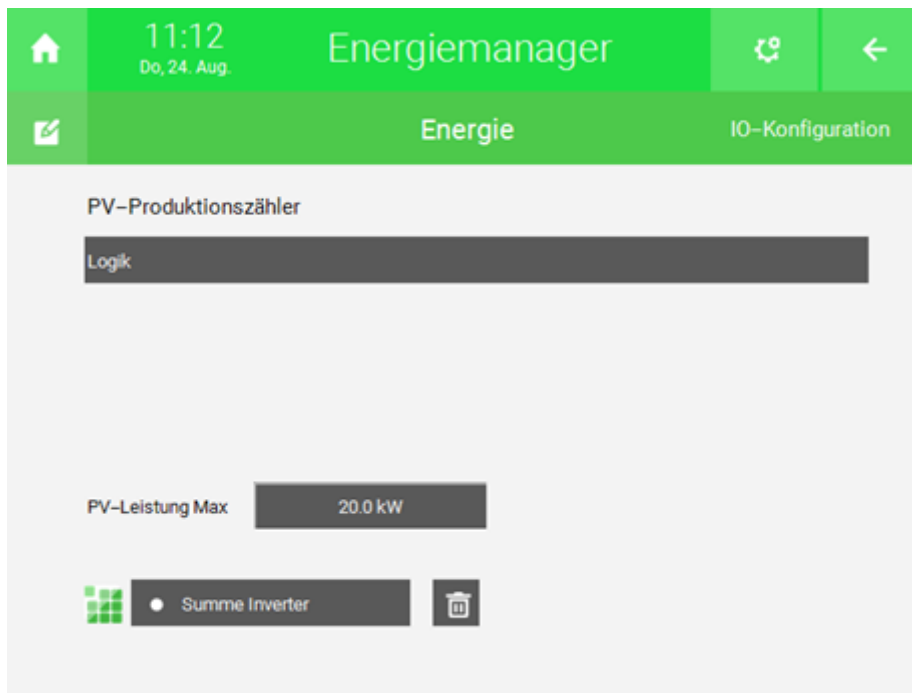 11:12
Do, 24. Aug.
Energiemanager
Energie
IO-Konfiguration
PV-Produktionszähler
Logik
PV-Leistung Max
20.0 kW
Summe Inverter